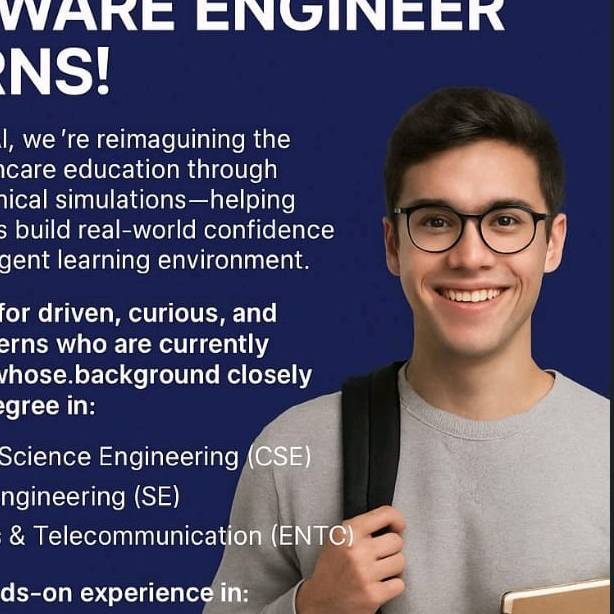 WARE ENGINEER
RNS!
AI, we're reimaguining the
hcare education through
nical simulations—helping
s build real-world confidence
gent learning environment.
for driven, curious, and
erns who are currently
whose.background closely
egree in:
Science Engineering (CSE)
ngineering (SE)
s & Telecommunication (ENTC)
ds-on experience in: